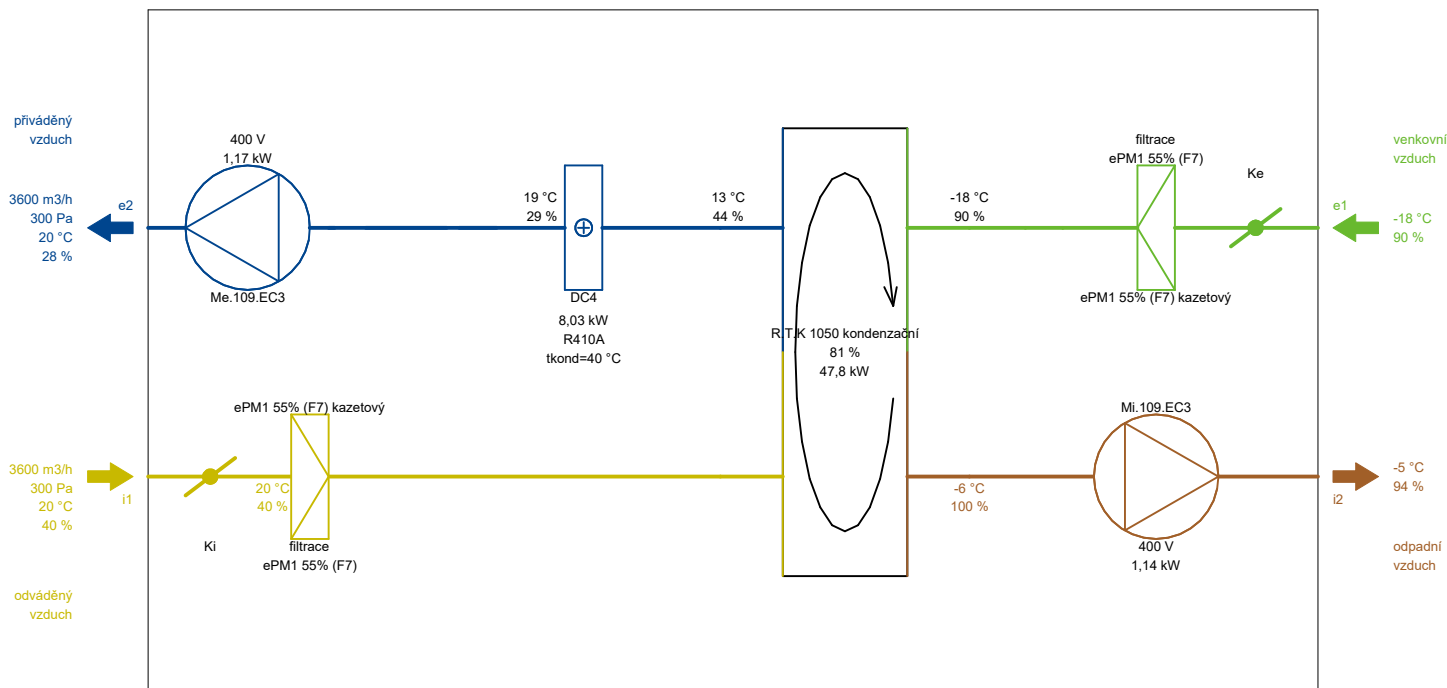 přiváděný
vzduch
3600 m3/h
300 Pa
20 °C
28 %
e2
400 V
1,17 kW
Me.109.EC3
19 °C
29 %
DC4
8,03 kW
R410A
tkond=40 °C
13 °C
44 %
R.T.K 1050 kondenzační
81 %
47,8 kW
-18 °C
90 %
filtrace
ePM1 55% (F7)
ePM1 55% (F7) kazetový
Ke
venkovní
vzduch
e1
-18 °C
90 %
3600 m3/h
300 Pa
20 °C
40 %
i1
odváděný
vzduch
Ki
20 °C
40 %
ePM1 55% (F7) kazetový
filtrace
ePM1 55% (F7)
-6 °C
100 %
Mi.109.EC3
400 V
1,14 kW
-5 °C
94 %
i2
odpadní
vzduch